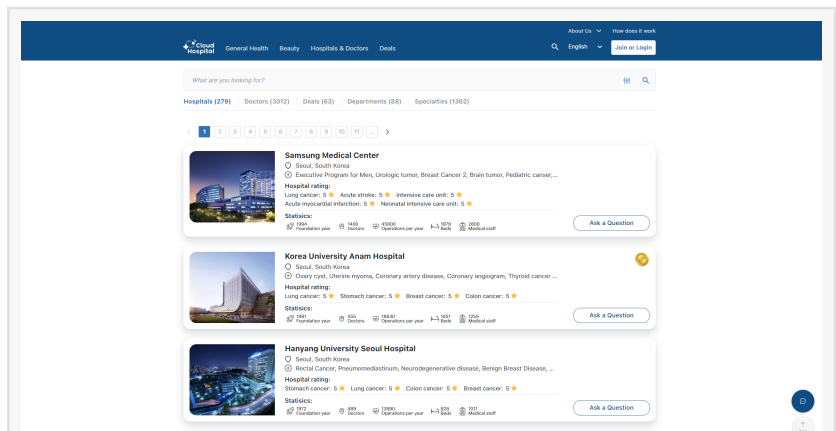 About Us How does it work
Cloud Hospital General Health Beauty Hospitals & Doctors Deals English Join or Login
What are you looking for?
Hospitals (279) Doctors (3012) Deals (63) Departments (88) Specialties (1362)
1 2 3 4 5 6 7 8 9 10 11 ...
Samsung Medical Center
Seoul, South Korea
Executive Program for Men, Urologic tumor, Breast Cancer 2, Brain tumor, Pediatric canser,...
Hospital rating:
Lung cancer: 5 Acute stroke: 5 Intensive care unit: 5
Acute myocardial infarction: 5 Neonatal intensive care unit: 5
Statisics:
1994 Foundation year 1400 Doctors 45800 Operations per year 1979 Beds 2800 Medical staff
Ask a Question
Korea University Anam Hospital
Seoul, South Korea
Ovary cyst, Uterine myoma, Coronary artery disease, Coronary angiogram, Thyroid cancer ...
Hospital rating:
Lung cancer: 5 Stomach cancer: 5 Breast cancer: 5 Colon cancer: 5
Statisics:
1991 Foundation year 555 Doctors 18630 Operations per year 1051 Beds 1255 Medical staff
Ask a Question
Hanyang University Seoul Hospital
Seoul, South Korea
Rectal Cancer, Pneumomediastinum, Neurodegenerative disease, Benign Breast Disease, ...
Hospital rating:
Stomach cancer: 5 Lung cancer: 5 Colon cancer: 5 Breast cancer: 5
Statisics:
1972 Foundation year 489 Doctors 13890 Operations per year 828 Beds 1011 Medical staff
Ask a Question